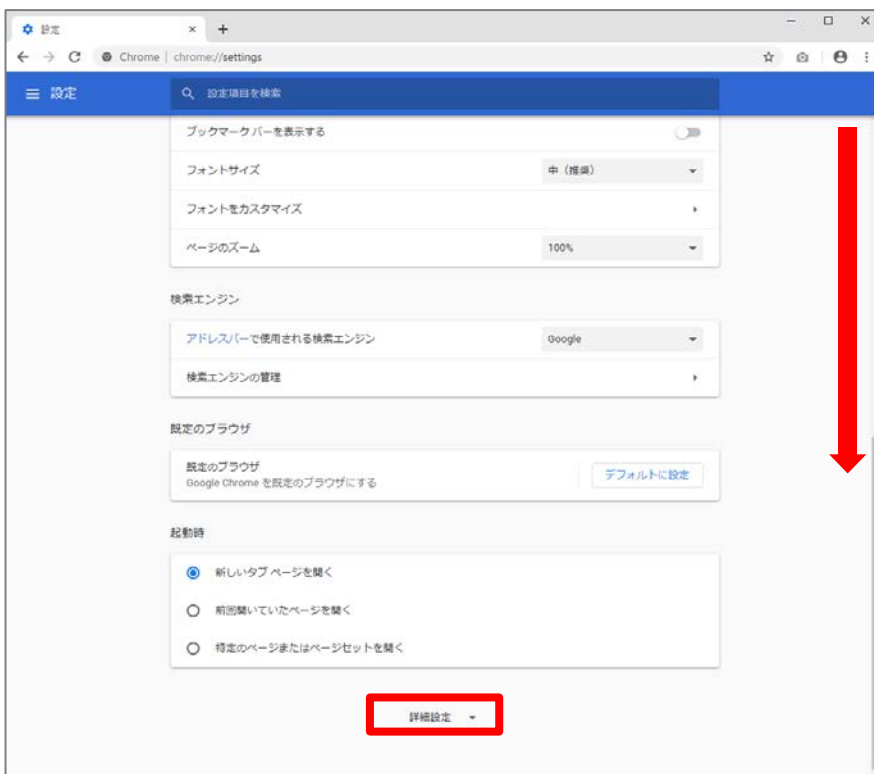 設定
Chrome | chrome://settings
設定
設定項目を検索
ブックマーク バーを表示する
フォントサイズ 中（推奨）
フォントをカスタマイズ
ページのズーム 100%
検索エンジン
アドレスバーで使用される検索エンジン Google
検索エンジンの管理
既定のブラウザ
既定のブラウザ
Google Chrome を既定のブラウザにする
デフォルトに設定
起動時
新しいタブ ページを開く
前回開いていたページを開く
特定のページまたはページセットを開く
詳細設定